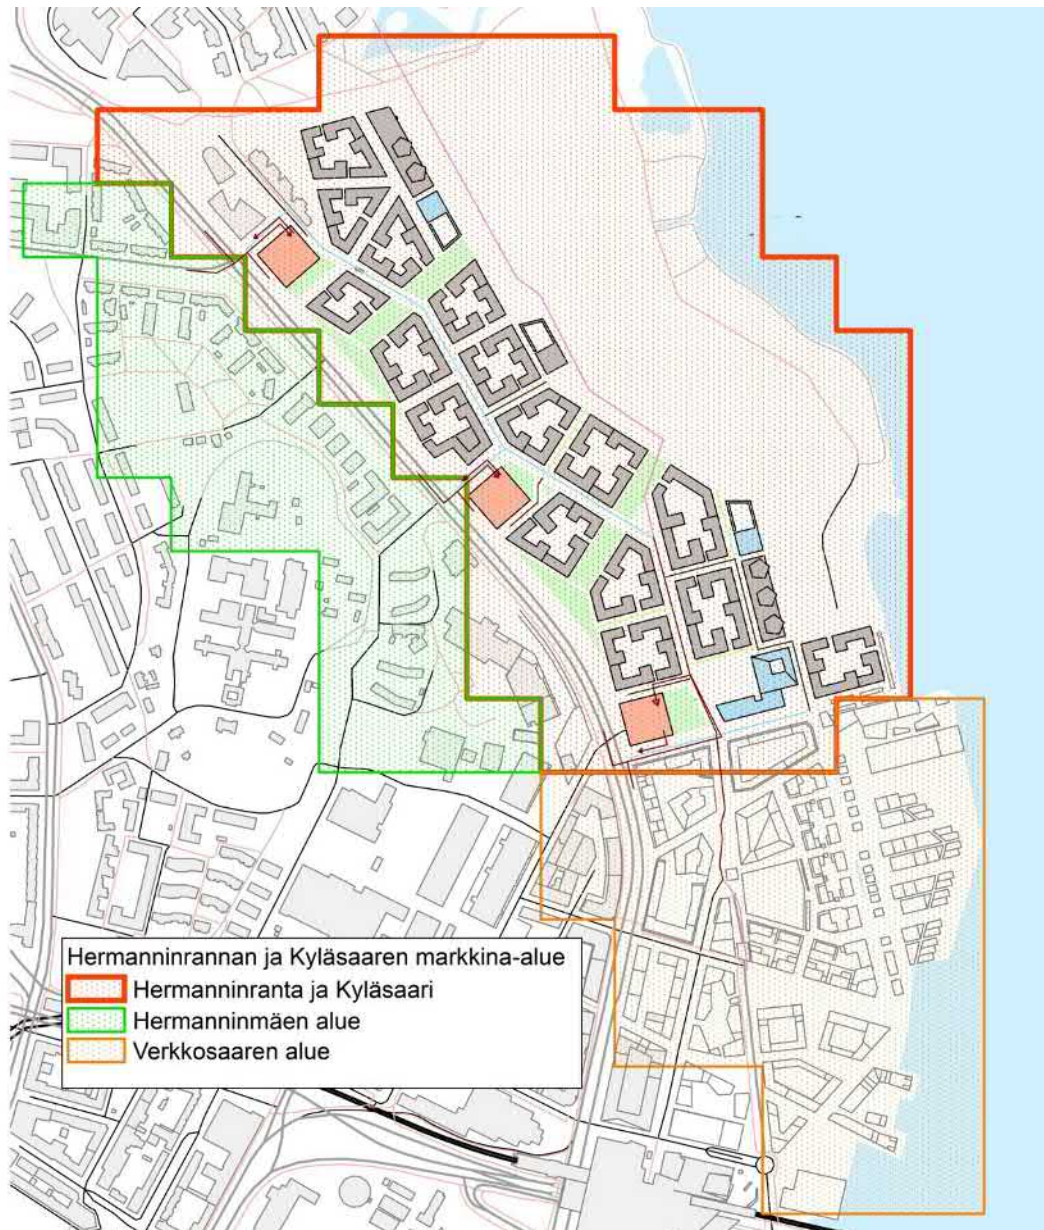 Hermanninrannan ja Kyläsaaren markkina-alue
Hermanninranta ja Kyläsaari
Hermanninmäen alue
Verkkosaaren alue